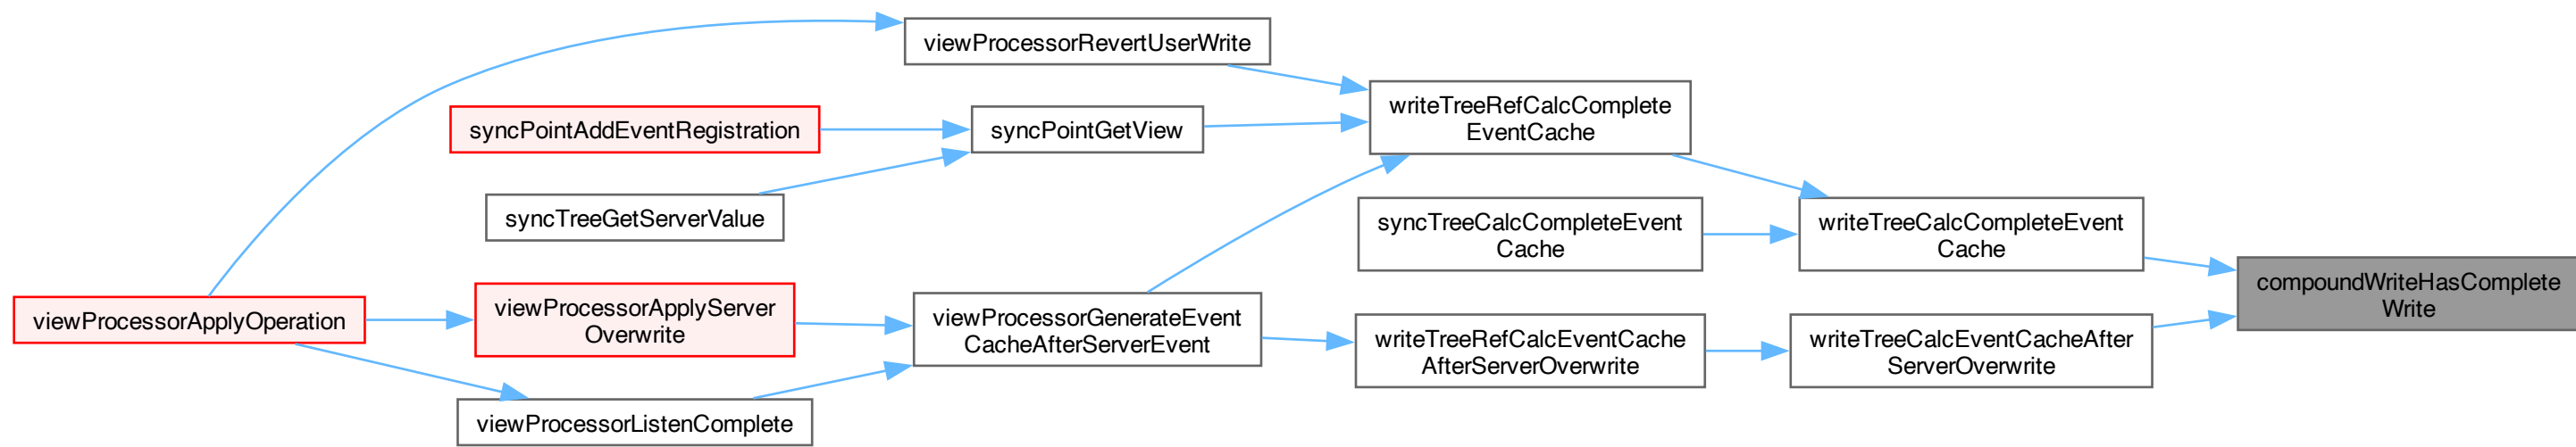 viewProcessorRevertUserWrite
writeTreeRefCalcComplete
EventCache
syncPointAddEventRegistration
syncPointGetView
syncTreeGetServerValue
syncTreeCalcCompleteEvent
Cache
writeTreeCalcCompleteEvent
Cache
compoundWriteHasComplete
Write
viewProcessorApplyOperation
viewProcessorApplyServer
Overwrite
viewProcessorGenerateEvent
CacheAfterServerEvent
writeTreeRefCalcEventCache
AfterServerOverwrite
writeTreeCalcEventCacheAfter
ServerOverwrite
viewProcessorListenComplete